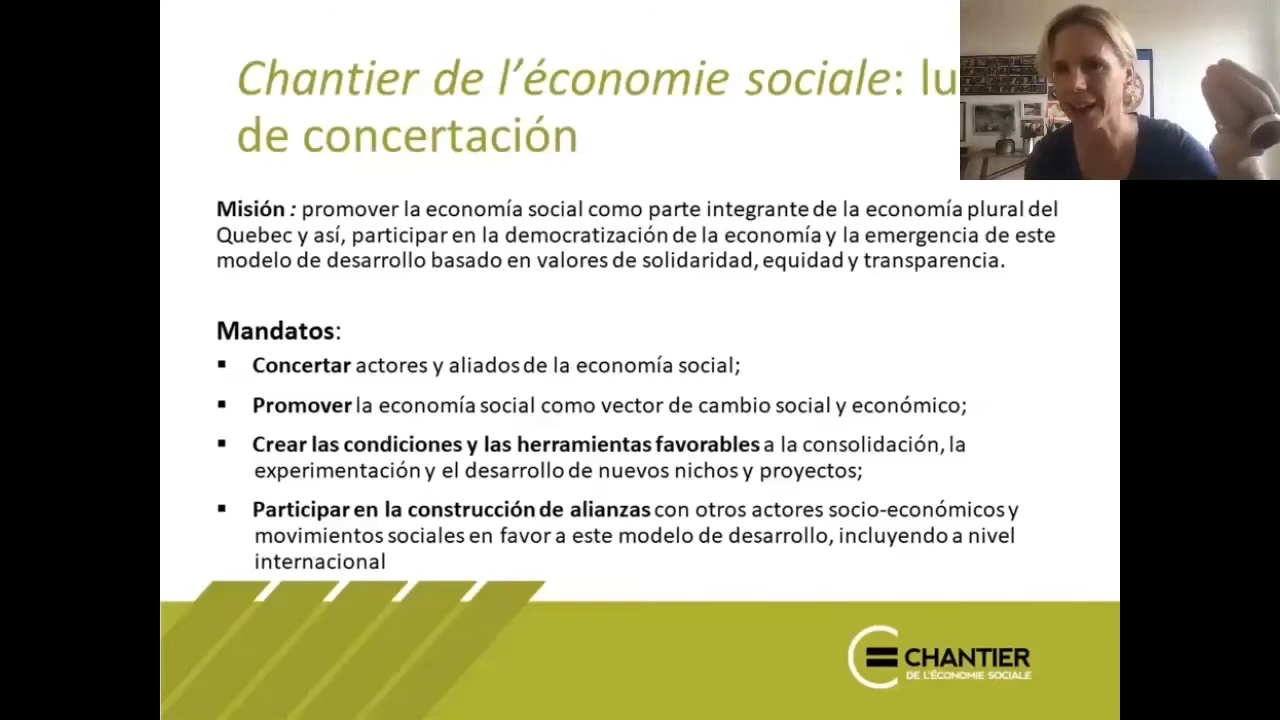 Chantier de l’économie sociale: lu
de concertación
Misión : promover la economía social como parte integrante de la economía plural del
Quebec y así, participar en la democratización de la economía y la emergencia de este
modelo de desarrollo basado en valores de solidaridad, equidad y transparencia.
Mandatos:
▪ Concertar actores y aliados de la economía social;
▪ Promover la economía social como vector de cambio social y económico;
▪ Crear las condiciones y las herramientas favorables a la consolidación, la
experimentación y el desarrollo de nuevos nichos y proyectos;
▪ Participar en la construcción de alianzas con otros actores socio-económicos y
movimientos sociales en favor a este modelo de desarrollo, incluyendo a nivel
internacional
CHANTIER
DE L'ÉCONOMIE SOCIALE